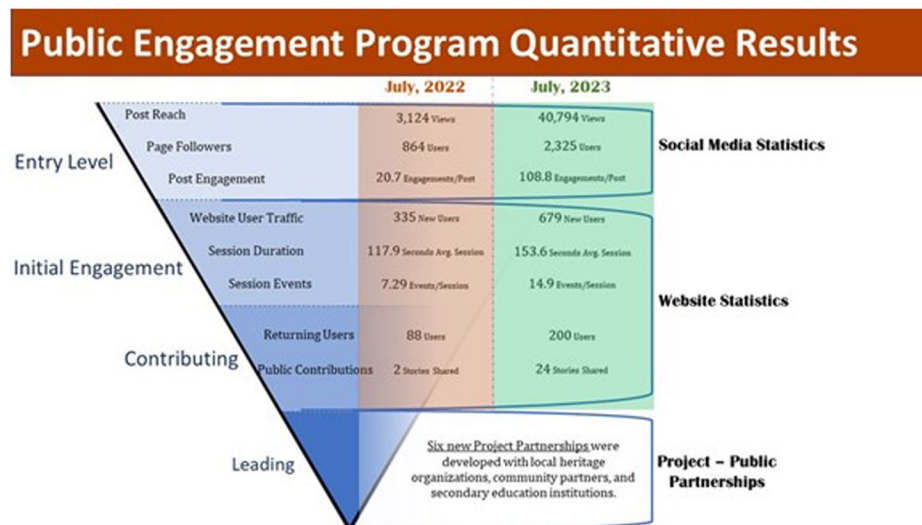 Public Engagement Program Quantitative Results
July, 2022
July, 2023
Entry Level
Post Reach
3,124 Views
40,794 Views
Page Followers
864 Users
2,325 Users
Post Engagement
20.7 Engagements/Post
108.8 Engagements/Post
Social Media Statistics
Initial Engagement
Website User Traffic
335 New Users
679 New Users
Session Duration
117.9 Seconds Avg. Session
153.6 Seconds Avg. Session
Session Events
7.29 Events/Session
14.9 Events/Session
Website Statistics
Contributing
Returning Users
88 Users
200 Users
Public Contributions
2 Stories Shared
24 Stories Shared
Leading
Six new Project Partnerships were
developed with local heritage
organizations, community partners, and
secondary education institutions.
Project – Public
Partnerships